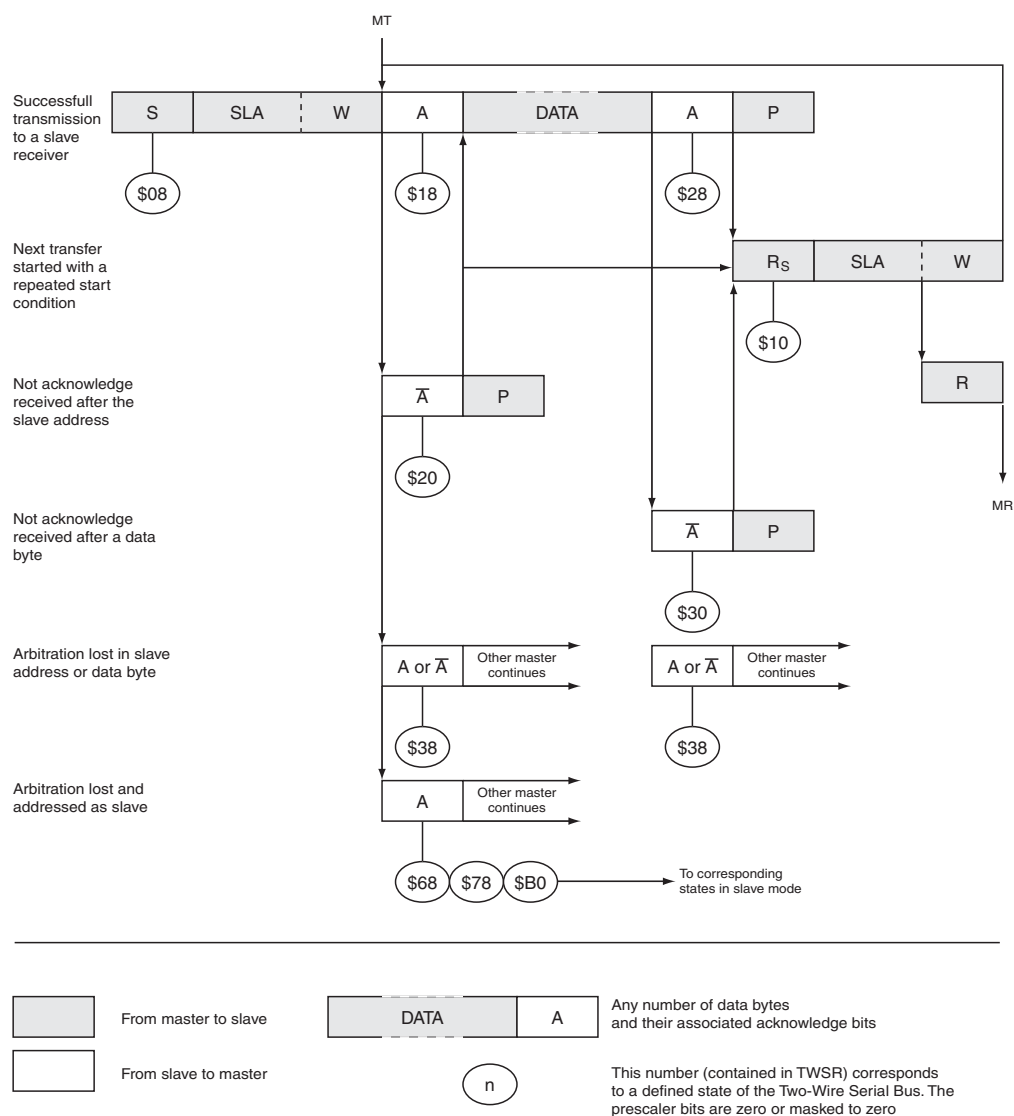 MT
Successfull
transmission
to a slave
receiver
S SLA W A DATA A P
$08 $18 $28
Next transfer
started with a
repeated start
condition
RS SLA W
$10
Not acknowledge
received after the
slave address
A̅ P
R
$20
MR
Not acknowledge
received after a data
byte
A̅ P
$30
Arbitration lost in slave
address or data byte
A or A̅ Other master
continues
A or A̅ Other master
continues
$38 $38
Arbitration lost and
addressed as slave
A Other master
continues
$68 $78 $B0
To corresponding
states in slave mode
From master to slave
DATA A
Any number of data bytes
and their associated acknowledge bits
From slave to master
n
This number (contained in TWSR) corresponds
to a defined state of the Two-Wire Serial Bus. The
prescaler bits are zero or masked to zero